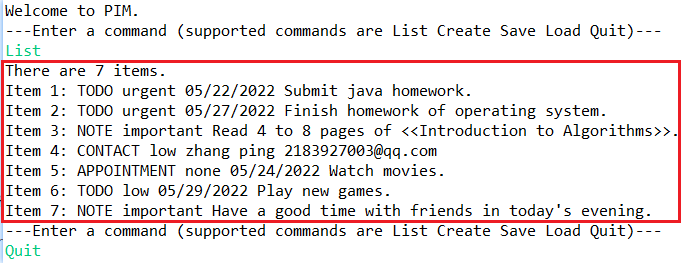 Welcome to PIM.
---Enter a command (supported commands are List Create Save Load Quit)---
List
There are 7 items.
Item 1: TODO urgent 05/22/2022 Submit java homework.
Item 2: TODO urgent 05/27/2022 Finish homework of operating system.
Item 3: NOTE important Read 4 to 8 pages of <<Introduction to Algorithms>>.
Item 4: CONTACT low zhang ping 2183927003@qq.com
Item 5: APPOINTMENT none 05/24/2022 Watch movies.
Item 6: TODO low 05/29/2022 Play new games.
Item 7: NOTE important Have a good time with friends in today's evening.
---Enter a command (supported commands are List Create Save Load Quit)---
Quit